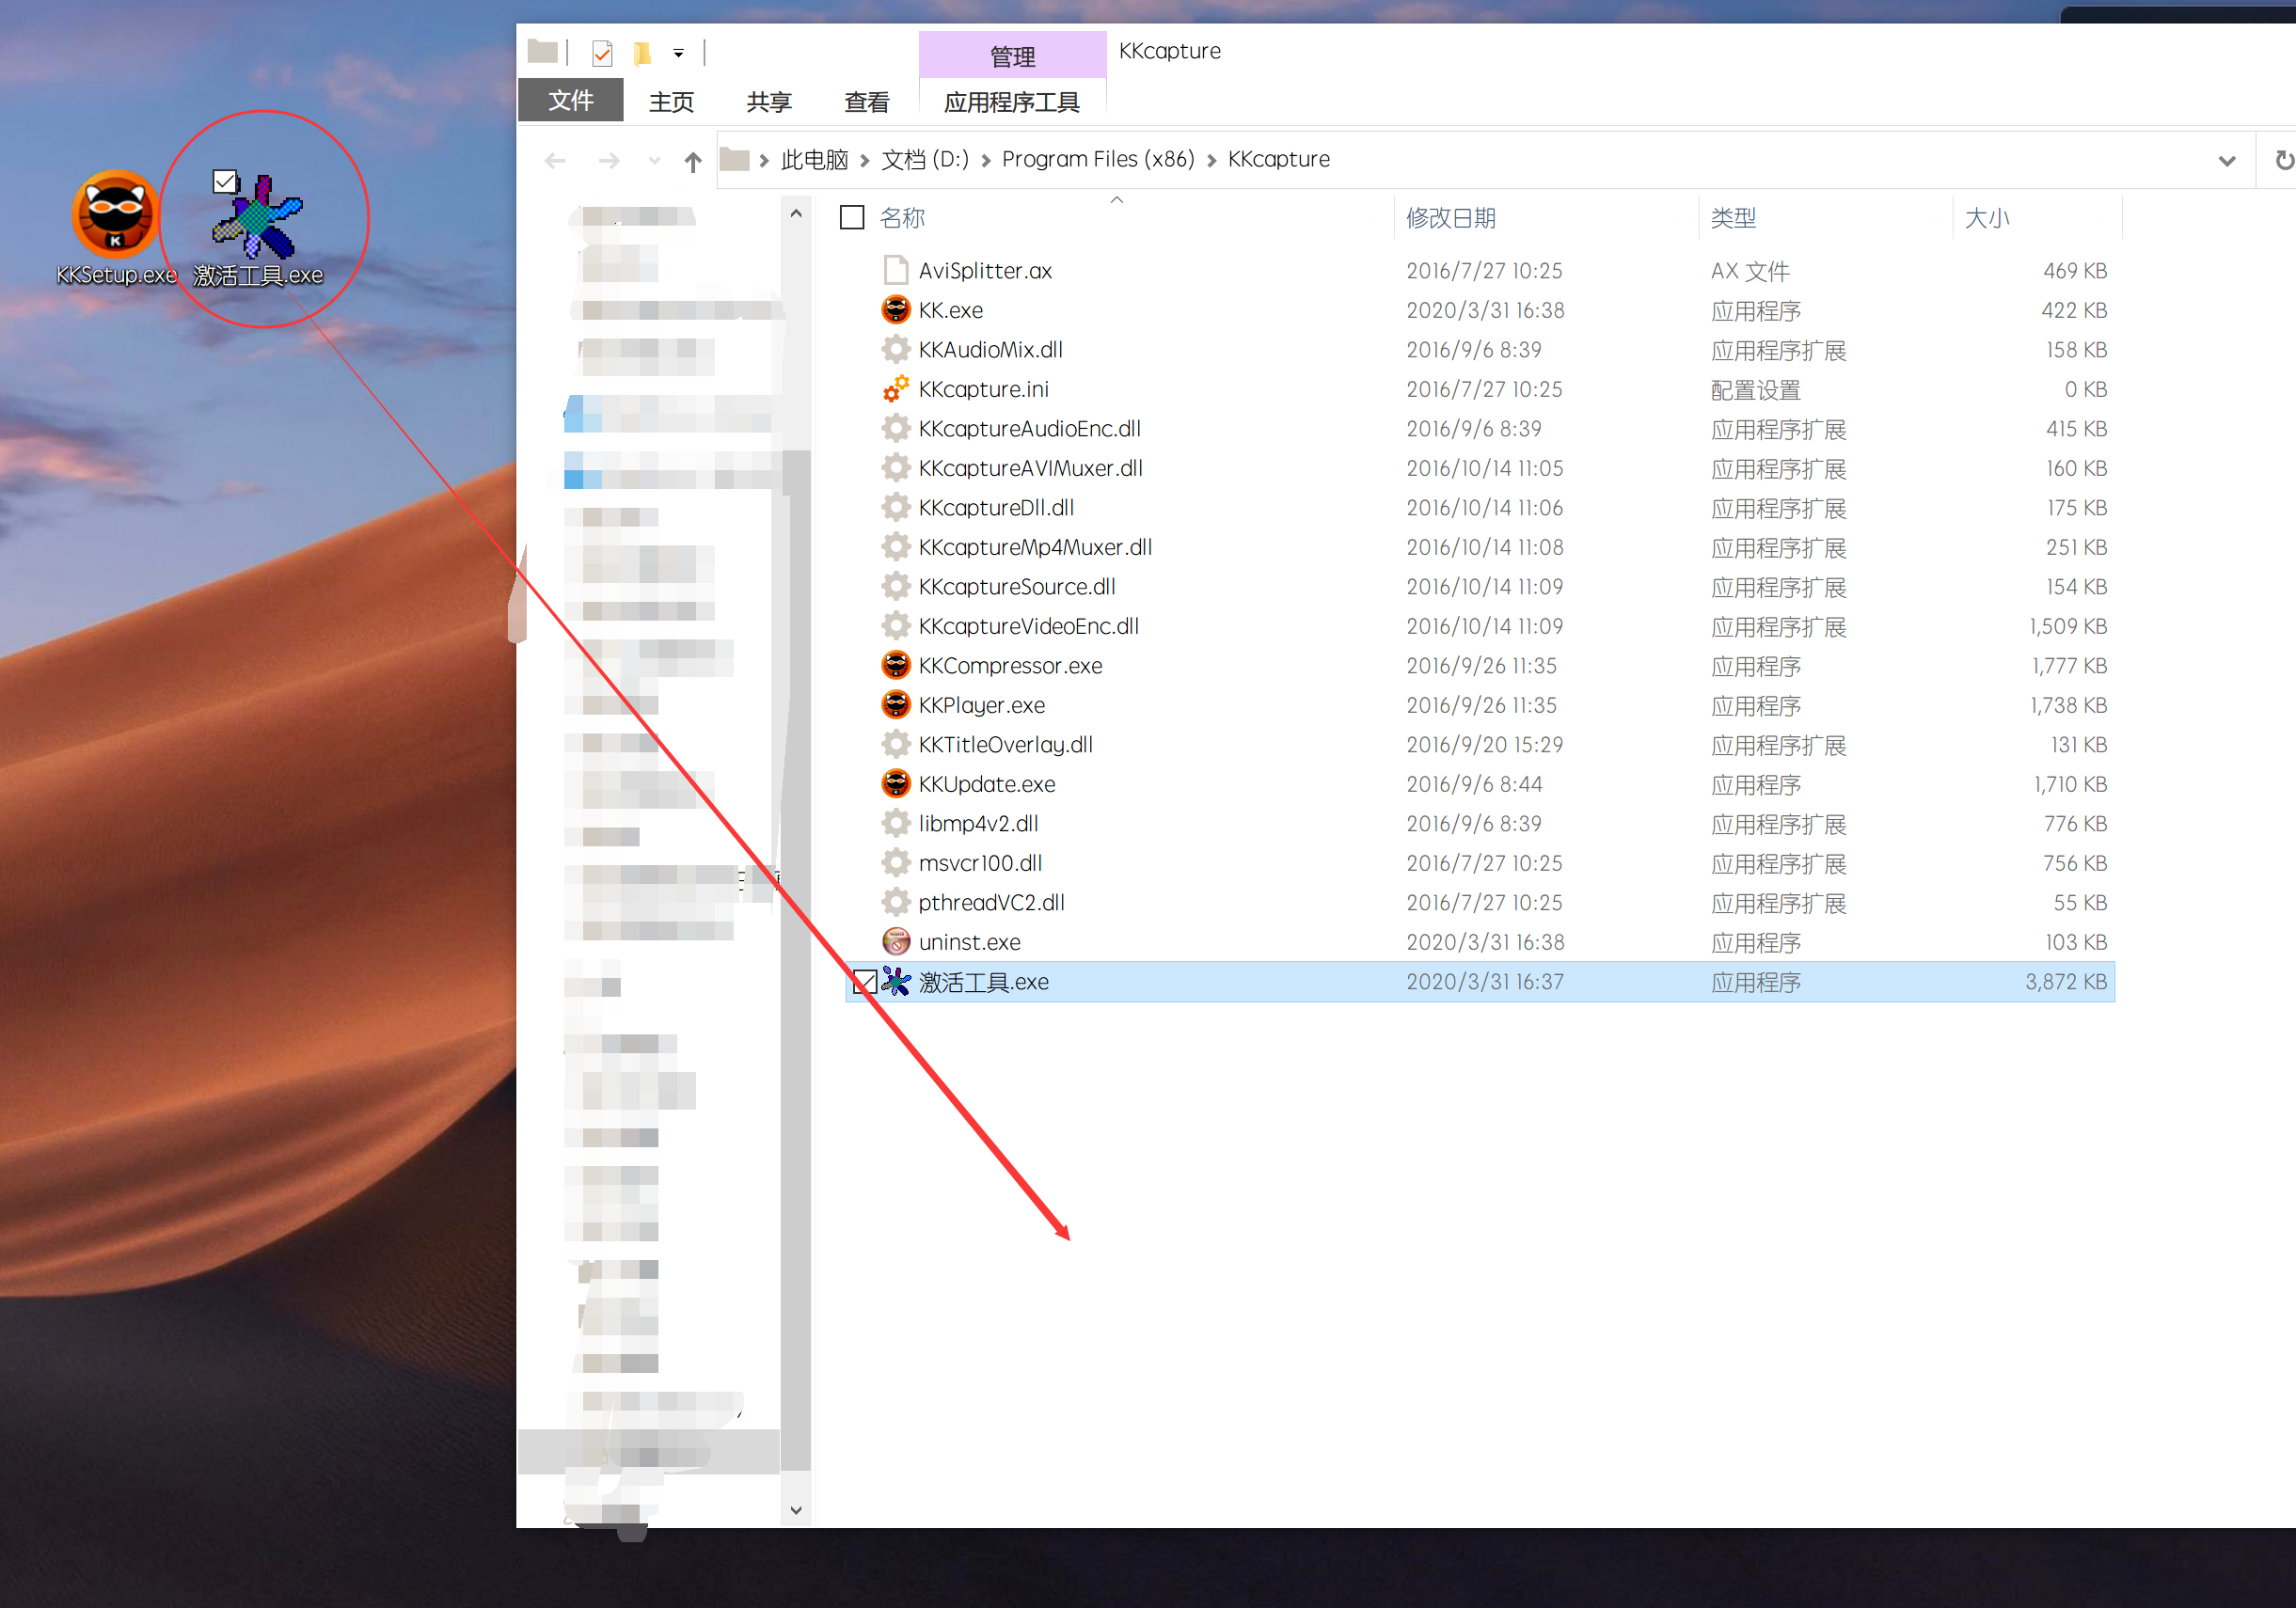 KKSetup.exe
激活工具.exe
管理
KKcapture
文件
主页
共享
查看
应用程序工具
此电脑
文档 (D:)
Program Files (x86)
KKcapture
名称
修改日期
类型
大小
AviSplitter.ax 2016/7/27 10:25 AX 文件 469 KB
KK.exe 2020/3/31 16:38 应用程序 422 KB
KKAudioMix.dll 2016/9/6 8:39 应用程序扩展 158 KB
KKcapture.ini 2016/7/27 10:25 配置设置 0 KB
KKcaptureAudioEnc.dll 2016/9/6 8:39 应用程序扩展 415 KB
KKcaptureAVIMuxer.dll 2016/10/14 11:05 应用程序扩展 160 KB
KKcaptureDll.dll 2016/10/14 11:06 应用程序扩展 175 KB
KKcaptureMp4Muxer.dll 2016/10/14 11:08 应用程序扩展 251 KB
KKcaptureSource.dll 2016/10/14 11:09 应用程序扩展 154 KB
KKcaptureVideoEnc.dll 2016/10/14 11:09 应用程序扩展 1,509 KB
KKCompressor.exe 2016/9/26 11:35 应用程序 1,777 KB
KKPlayer.exe 2016/9/26 11:35 应用程序 1,738 KB
KKTitleOverlay.dll 2016/9/20 15:29 应用程序扩展 131 KB
KKUpdate.exe 2016/9/6 8:44 应用程序 1,710 KB
libmp4v2.dll 2016/9/6 8:39 应用程序扩展 776 KB
msvcr100.dll 2016/7/27 10:25 应用程序扩展 756 KB
pthreadVC2.dll 2016/7/27 10:25 应用程序扩展 55 KB
uninst.exe 2020/3/31 16:38 应用程序 103 KB
激活工具.exe 2020/3/31 16:37 应用程序 3,872 KB